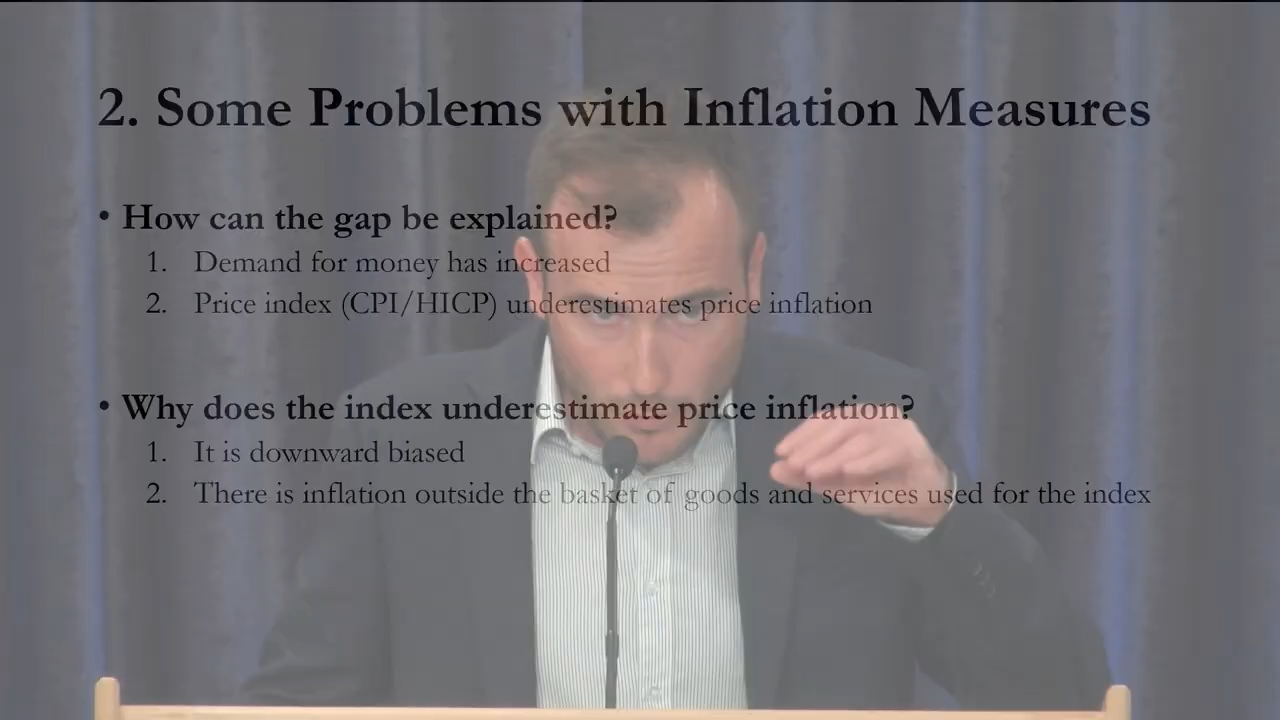 2. Some Problems with Inflation Measures
• How can the gap be explained?
1. Demand for money has increased
2. Price index (CPI/HICP) underestimates price inflation
• Why does the index underestimate price inflation?
1. It is downward biased
2. There is inflation outside the basket of goods and services used for the index